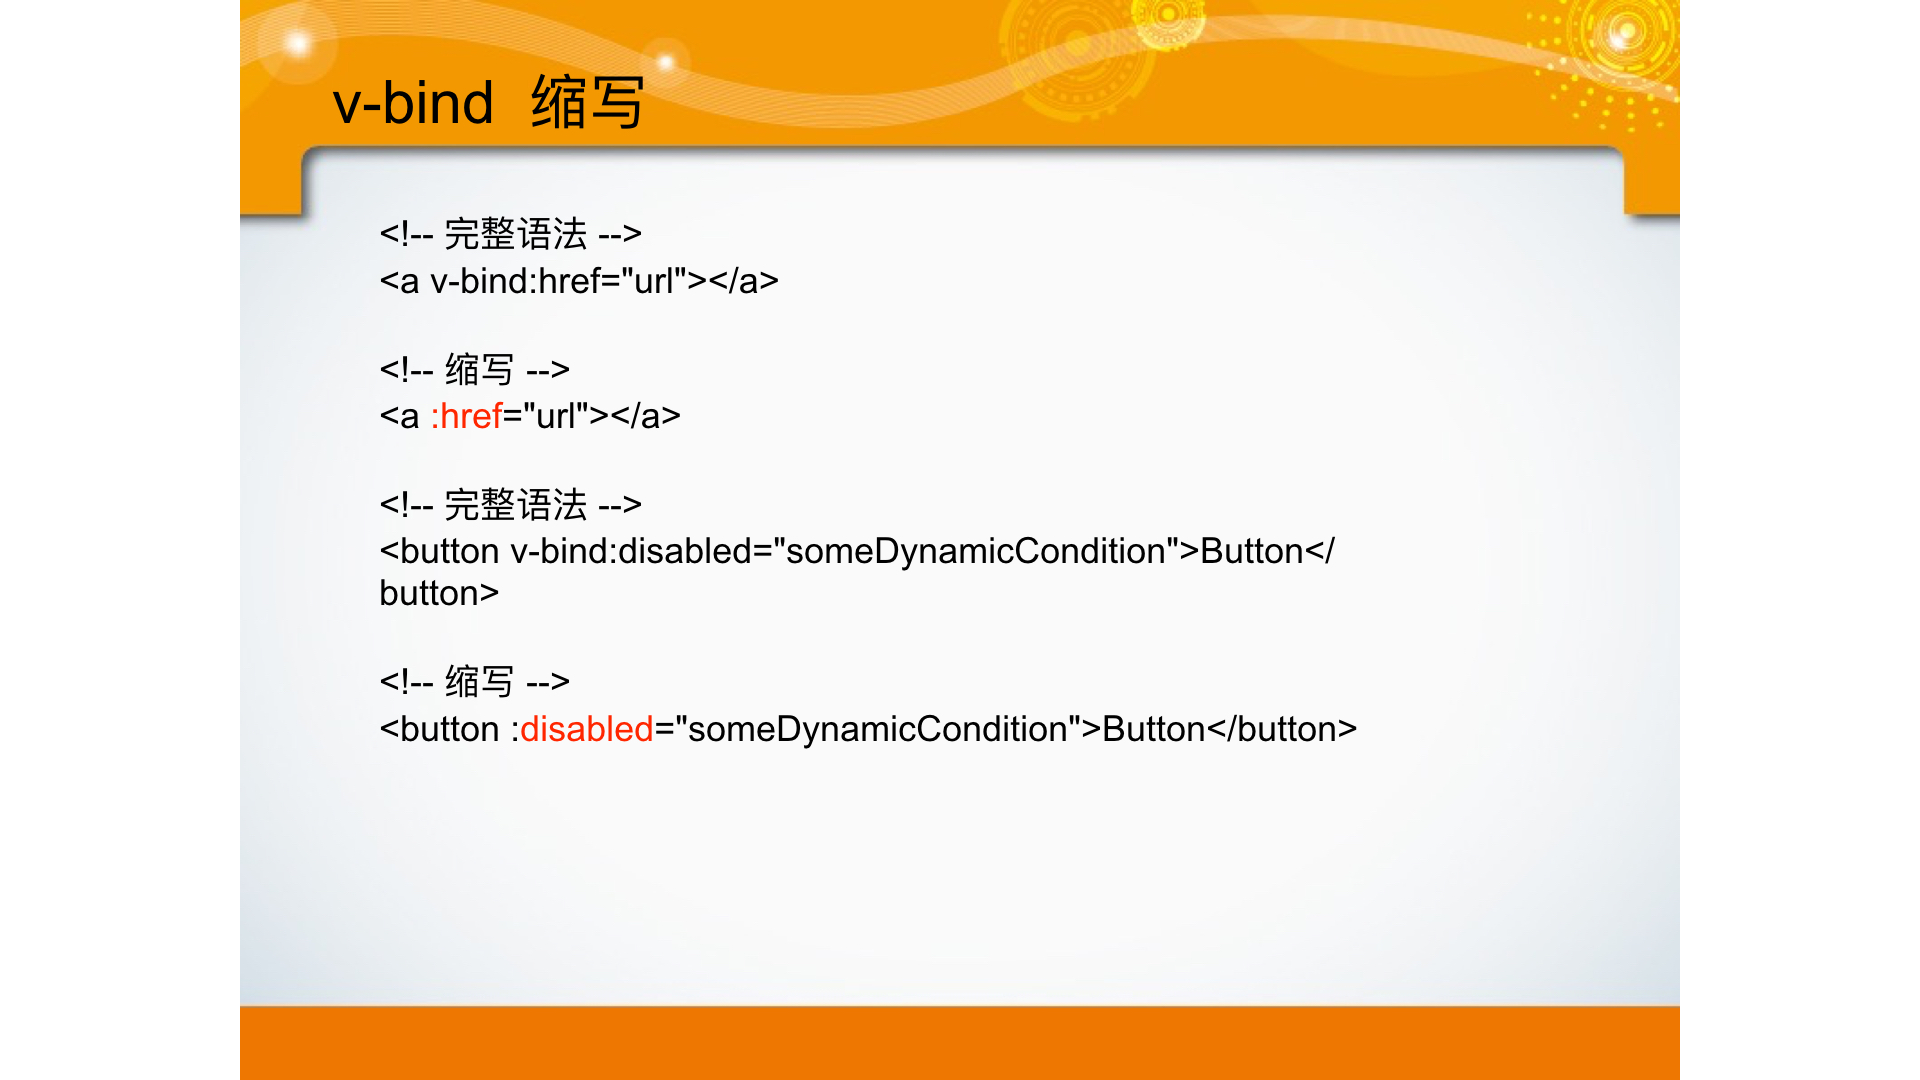 v-bind 缩写
<!-- 完整语法 -->
<a v-bind:href="url"></a>
<!-- 缩写 -->
<a :href="url"></a>
<!-- 完整语法 -->
<button v-bind:disabled="someDynamicCondition">Button</
button>
<!-- 缩写 -->
<button :disabled="someDynamicCondition">Button</button>